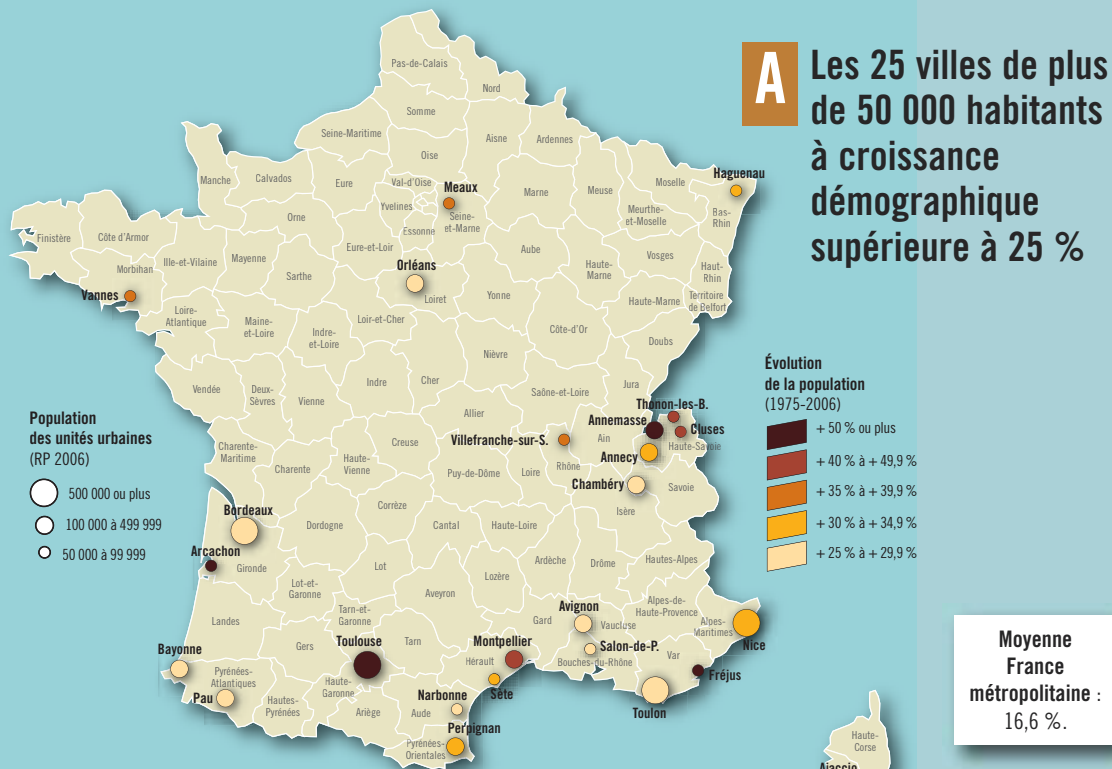 A
Les 25 villes de plus
de 50 000 habitants
à croissance
démographique
supérieure à 25 %
Pas-de-Calais
Nord
Somme
Seine-Maritime
Aisne
Ardennes
Oise
Manche
Calvados
Eure
Val-d'Oise
Meaux
Marne
Meuse
Moselle
Haguenau
Bas-
Rhin
Yvelines
Seine-
et-Marne
Essonne
Meurthe-
et-Moselle
Orne
Finistère
Côte d'Armor
Ille-et-Vilaine
Mayenne
Eure-et-Loir
Aube
Haute-
Marne
Vosges
Haut-
Rhin
Morbihan
Sarthe
Orléans
Loiret
Yonne
Haute-Marne
Territoire
de Belfort
Vannes
Loire-
Atlantique
Maine-
et-Loire
Indre-
et-Loire
Loir-et-Cher
Côte-d'Or
Doubs
Nièvre
Vendée
Deux-
Sèvres
Vienne
Indre
Cher
Saône-et-Loire
Jura
Allier
Thonon-les-B.
Annemasse
Cluses
Haute-Savoie
Villefranche-sur-S.
Ain
Annecy
Charente-
Maritime
Charente
Haute-
Vienne
Creuse
Puy-de-Dôme
Loire
Rhône
Chambéry
Savoie
Isère
Bordeaux
Corrèze
Dordogne
Cantal
Haute-Loire
Arcachon
Gironde
Lot-et-
Garonne
Lot
Aveyron
Lozère
Ardèche
Drôme
Hautes-Alpes
Landes
Tarn-et-
Garonne
Tarn
Gard
Avignon
Vaucluse
Alpes-de-
Haute-Provence
Alpes-
Maritimes
Nice
Bayonne
Gers
Toulouse
Montpellier
Hérault
Salon-de-P.
Bouches-du-Rhône
Var
Fréjus
Pyrénées-
Atlantiques
Pau
Hautes-
Pyrénées
Haute-
Garonne
Ariège
Aude
Narbonne
Sète
Toulon
Perpignan
Pyrénées-
Orientales
Haute-
Corse
Ajaccio
Population
des unités urbaines
(RP 2006)
500 000 ou plus
100 000 à 499 999
50 000 à 99 999
Évolution
de la population
(1975-2006)
+ 50 % ou plus
+ 40 % à + 49,9 %
+ 35 % à + 39,9 %
+ 30 % à + 34,9 %
+ 25 % à + 29,9 %
Moyenne
France
métropolitaine :
16,6 %.